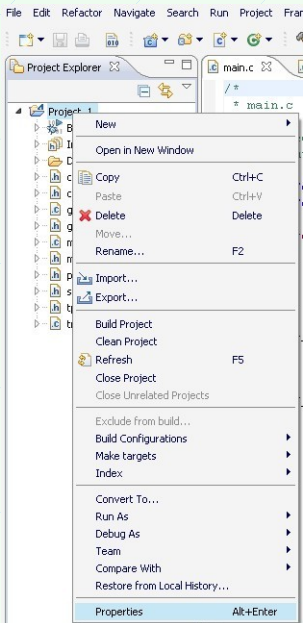 File Edit Refactor Navigate Search Run Project
Project Explorer
main.c
/*
* main.c
Project_1
New
Open in New Window
Copy Ctrl+C
Paste Ctrl+V
Delete Delete
Move...
Rename... F2
Import...
Export...
Build Project
Clean Project
Refresh F5
Close Project
Close Unrelated Projects
Exclude from build...
Build Configurations
Make targets
Index
Convert To...
Run As
Debug As
Team
Compare With
Restore from Local History...
Properties Alt+Enter